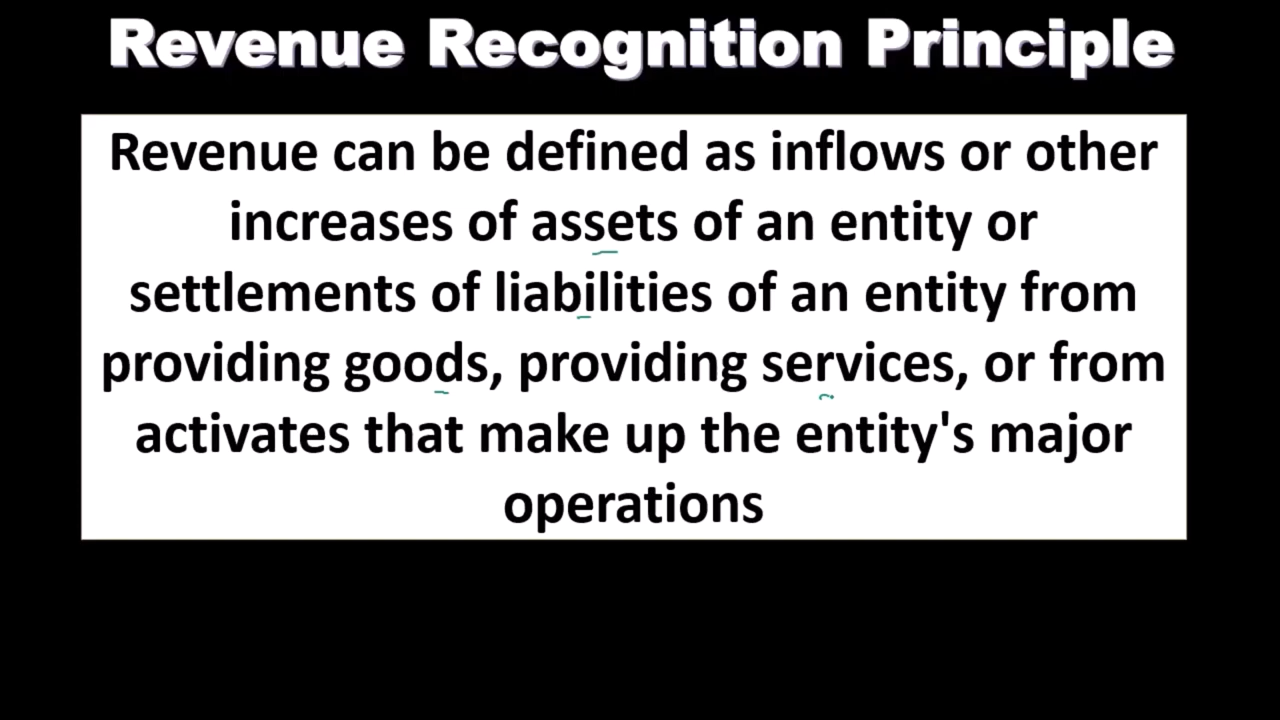 Revenue Recognition Principle
Revenue can be defined as inflows or other
increases of assets of an entity or
settlements of liabilities of an entity from
providing goods, providing services, or from
activates that make up the entity's major
operations